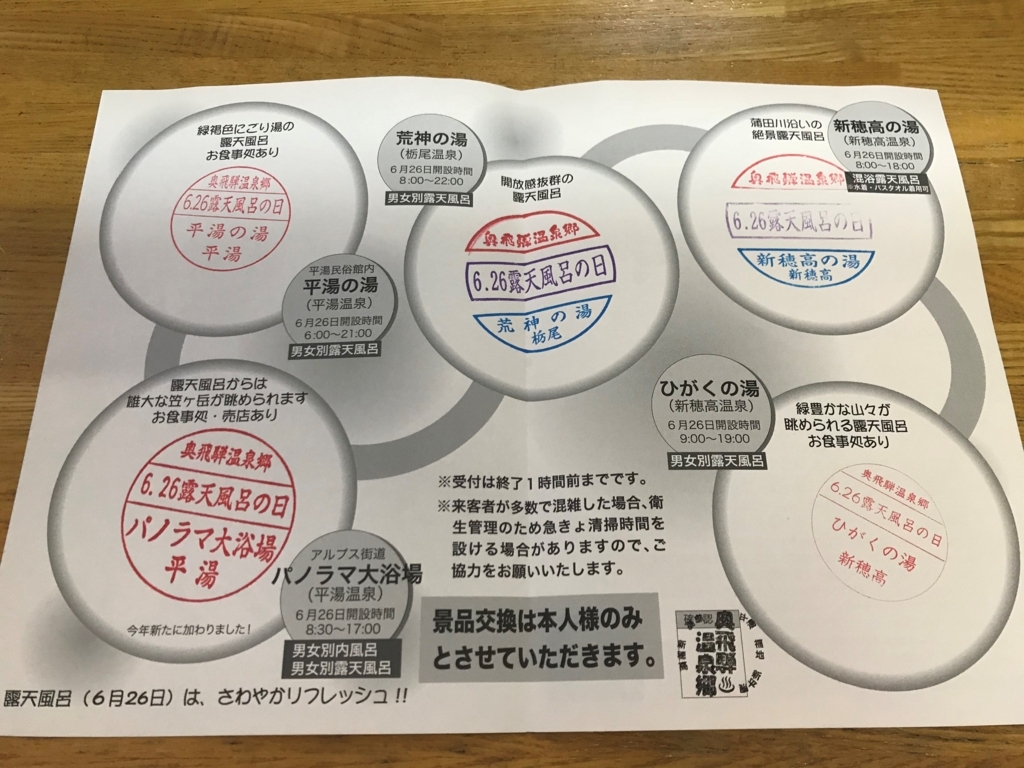 緑褐色にごり湯の
露天風呂
お食事処あり
奥飛騨温泉郷
6.26露天風呂の日
平湯の湯
平湯
平湯民俗館内
平湯の湯
(平湯温泉)
6月26日開設時間
6:00〜21:00
男女別露天風呂
荒神の湯
(栃尾温泉)
6月26日開設時間
8:00〜22:00
男女別露天風呂
開放感抜群の
露天風呂
奥飛騨温泉郷
6.26露天風呂の日
荒神の湯
栃尾
蒲田川沿いの
絶景露天風呂
奥飛騨温泉郷
6.26露天風呂の日
新穂高の湯
新穂高
新穂高の湯
(新穂高温泉)
6月26日開設時間
8:00〜18:00
混浴露天風呂
※水着・バスタオル着用可
露天風呂からは
雄大な笠ヶ岳が眺められます
お食事処・売店あり
奥飛騨温泉郷
6.26露天風呂の日
パノラマ大浴場
平湯
今年新たに加わりました!
アルプス街道
パノラマ大浴場
(平湯温泉)
6月26日開設時間
8:30〜17:00
男女別内風呂
男女別露天風呂
ひがくの湯
(新穂高温泉)
6月26日開設時間
9:00〜19:00
男女別露天風呂
緑豊かな山々が
眺められる露天風呂
お食事処あり
奥飛騨温泉郷
6.26露天風呂の日
ひがくの湯
新穂高
※受付は終了1時間前までです。
※来客者が多数で混雑した場合、衛
生管理のため急きょ清掃時間を
設ける場合がありますので、ご
協力をお願いいたします。
景品交換は本人様のみ
とさせていただきます。
奥飛騨
温泉郷
露天風呂(6月26日)は、さわやかリフレッシュ!!